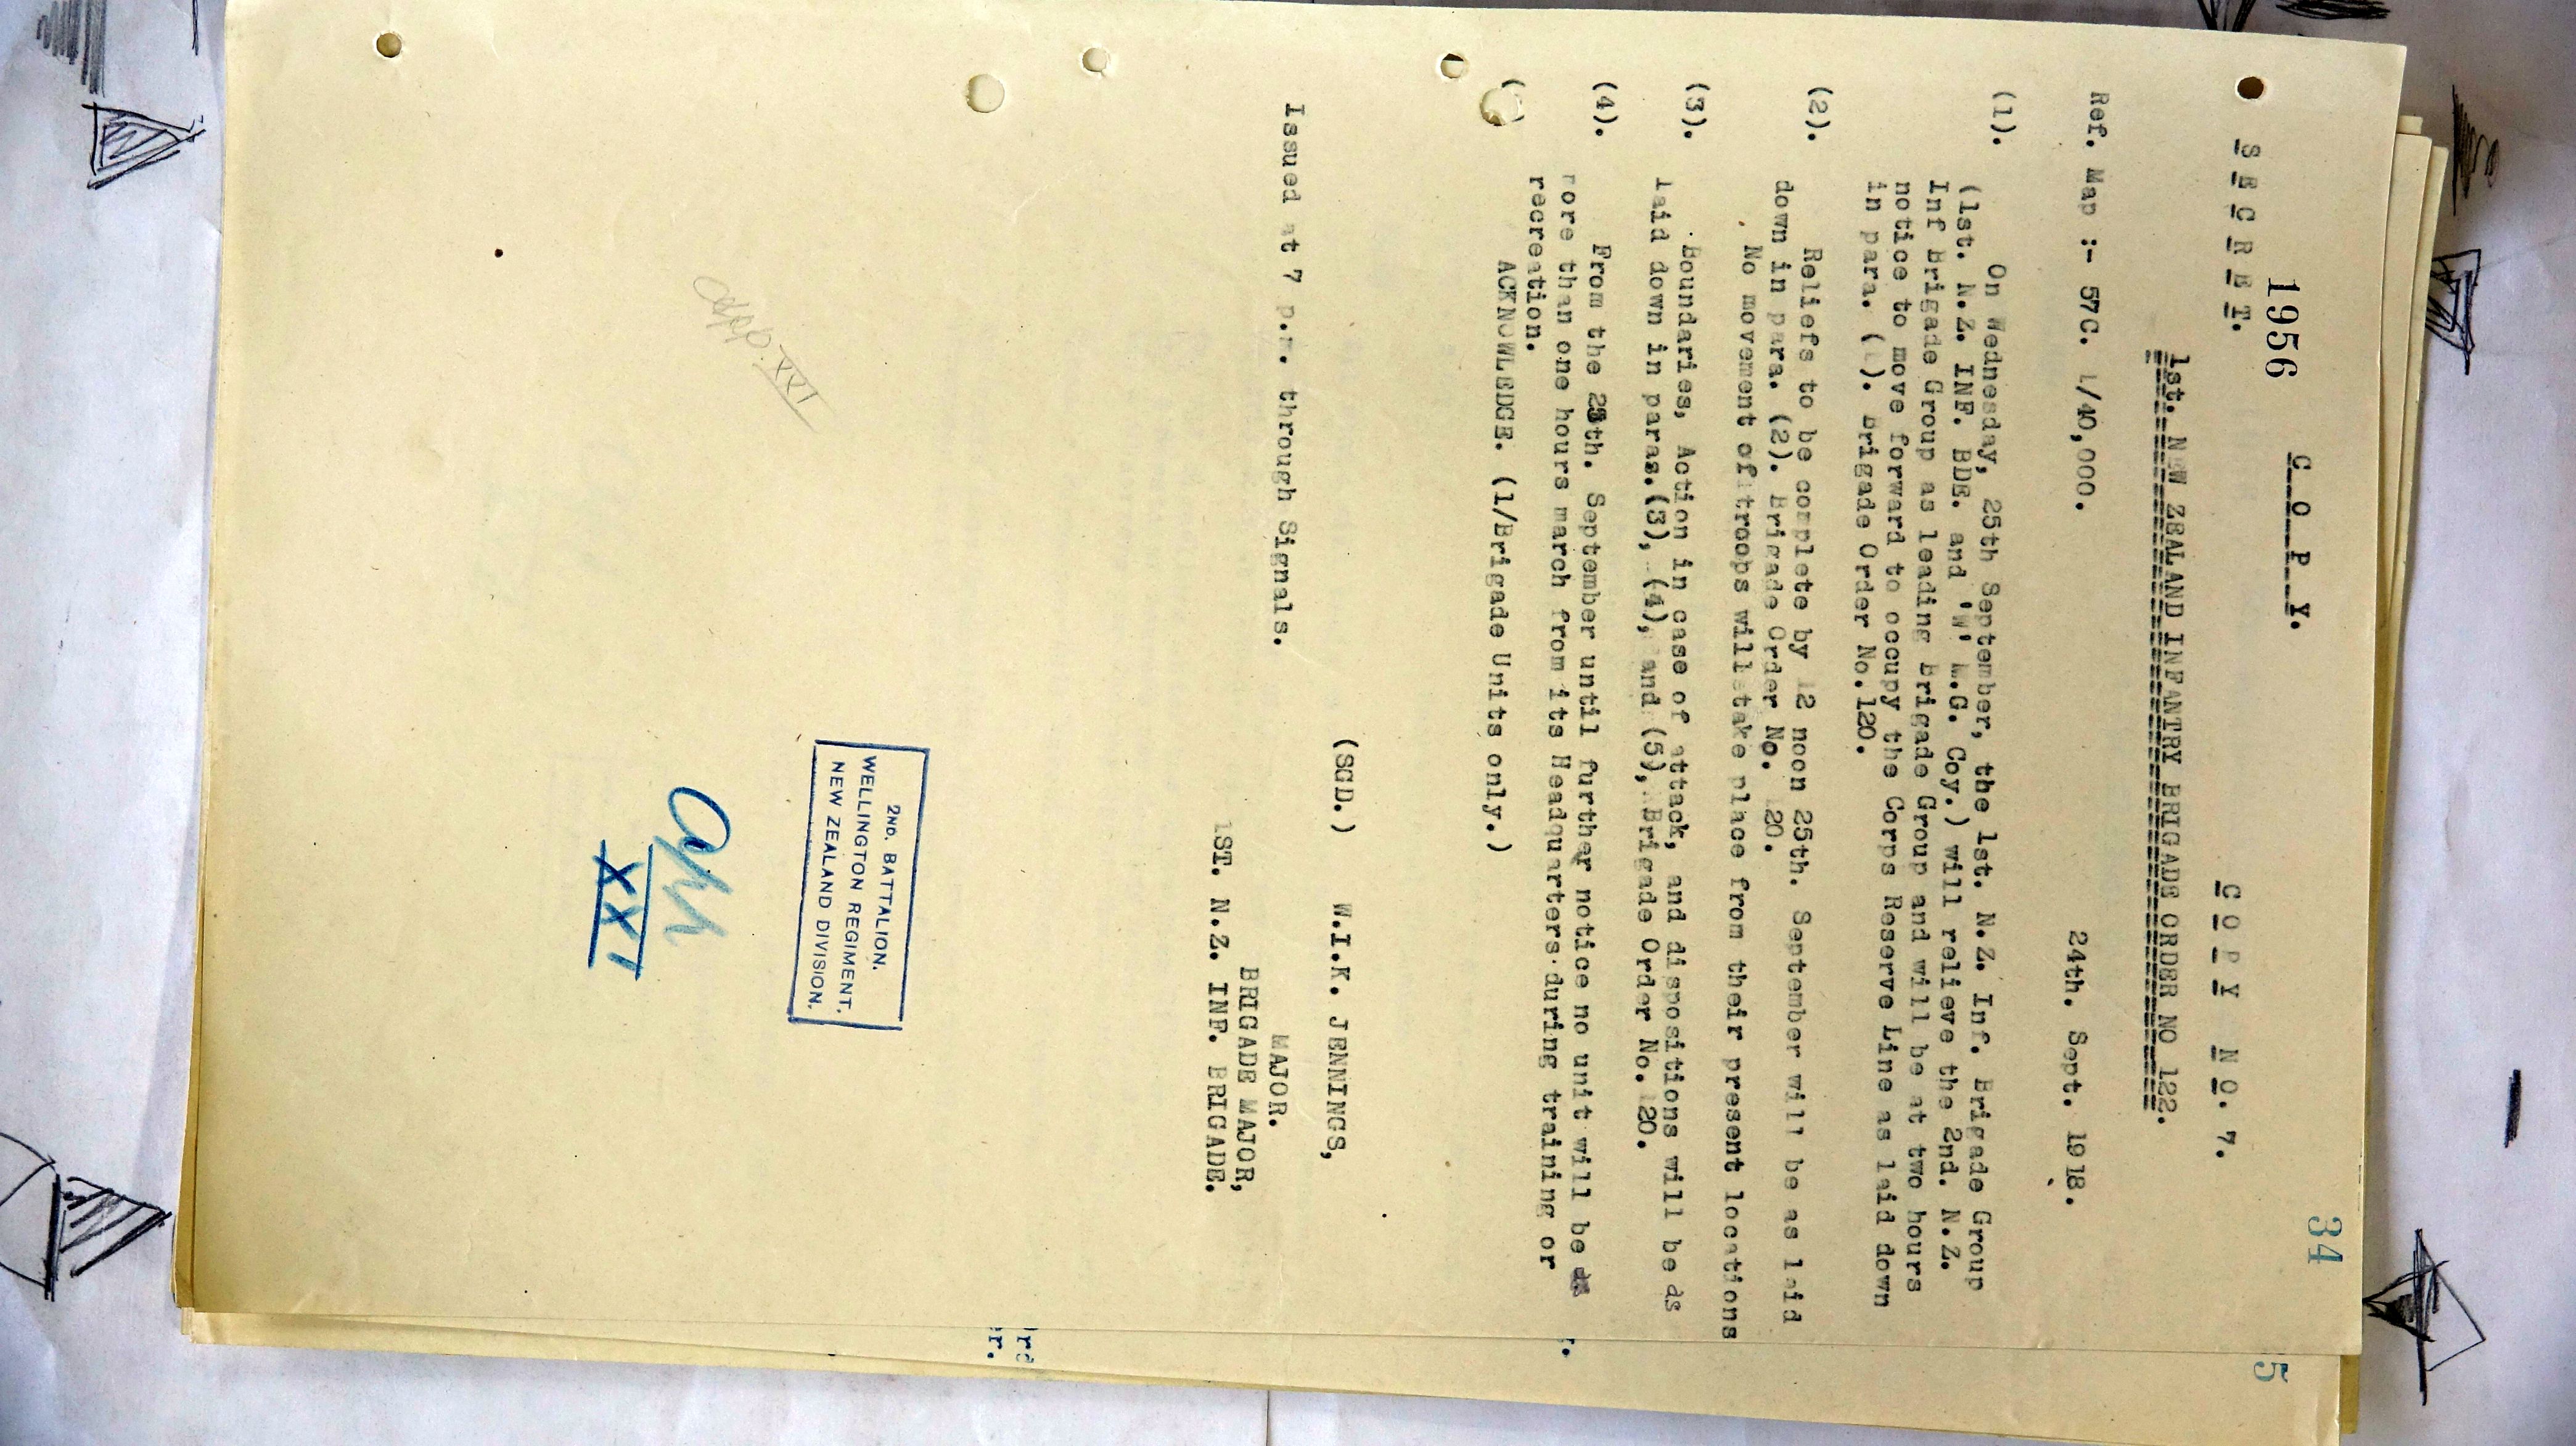 C O P Y.
34
1956
S E C R E T.
C O P Y N O. 7.
1st. NEW ZEALAND INFANTRY BRIGADE ORDER NO 122.
Ref. Map :- 57C. 1/40,000.
24th. Sept. 1918.
(1). On Wednesday, 25th September, the 1st. N.Z. Inf. Brigade Group
(1st. N.Z. INF. BDE. and 'W' M.G. Coy.) will relieve the 2nd. N.Z.
Inf Brigade Group as leading Brigade Group and will be at two hours
notice to move forward to occupy the Corps Reserve Line as laid down
in para. ( ). Brigade Order No.120.
(2). Reliefs to be complete by 12 noon 25th. September will be as laid
down in para. (2). Brigade Order No. 120.
No movement of troops will take place from their present locations
(3). Boundaries, Action in case of attack, and dispositions will be as
laid down in paras.(3), (4), and (5), Brigade Order No.120.
(4). From the 25th. September until further notice no unit will be
more than one hours march from its Headquarters during training or
recreation.
( ) ACKNOWLEDGE. (1/Brigade Units only.)
(SGD.) W.I.K. JENNINGS,
MAJOR.
BRIGADE MAJOR,
1ST. N.Z. INF. BRIGADE.
Issued at 7 p.m. through Signals.
2ND. BATTALION.
WELLINGTON REGIMENT,
NEW ZEALAND DIVISION.
App. XXI
App
XXI
5
r.
rd
er.